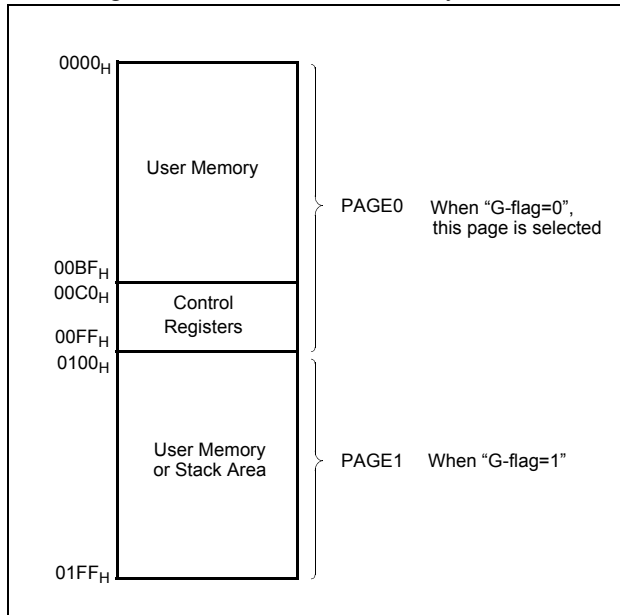 0000H
User Memory
PAGE0
When “G-flag=0”,
this page is selected
00BFH
00C0H
Control
Registers
00FFH
0100H
User Memory
or Stack Area
PAGE1
When “G-flag=1”
01FFH